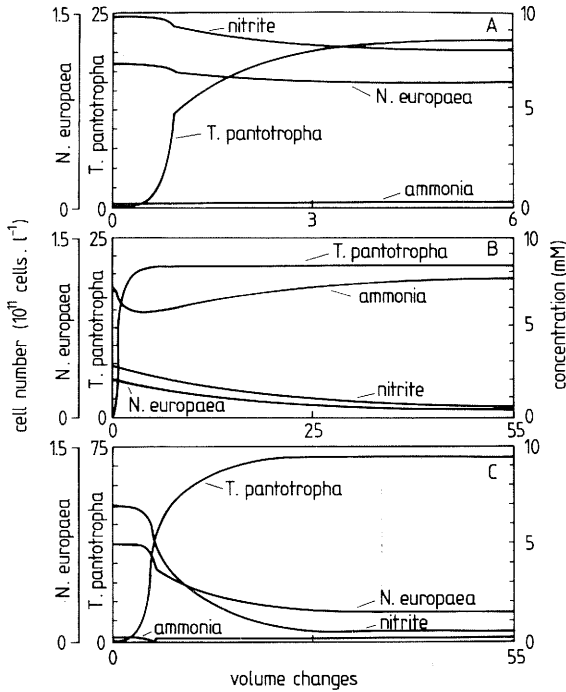 cell number (10¹¹ cells . l⁻¹)
concentration (mM)
A
N. europaea
T. pantotropha
1.5
0
25
0
10
5
0
nitrite
N. europaea
T. pantotropha
ammonia
0 3 6
B
N. europaea
T. pantotropha
1.5
0
25
0
10
5
0
T. pantotropha
ammonia
nitrite
N. europaea
0 25 55
C
N. europaea
T. pantotropha
1.5
0
75
0
10
5
0
T. pantotropha
N. europaea
nitrite
ammonia
0 25 55
volume changes